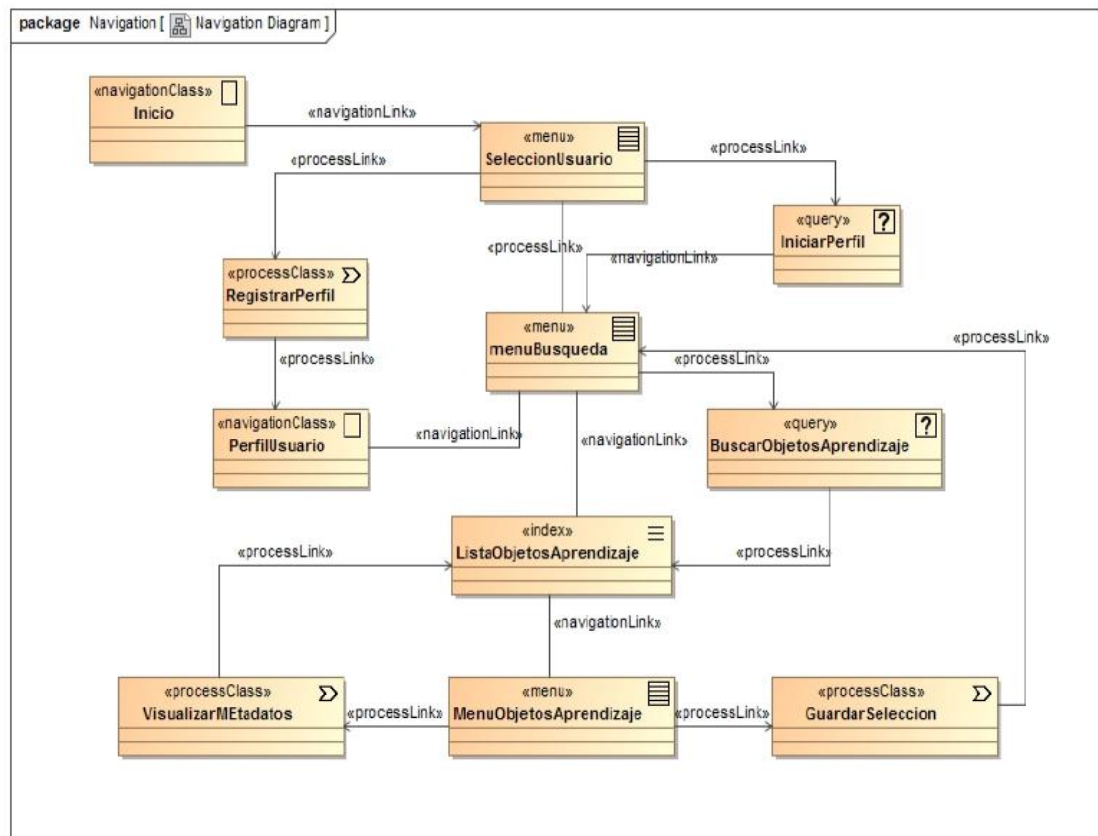 package Navigation [ Navigation Diagram ]
«navigationClass»
Inicio
«navigationLink»
«menu»
SeleccionUsuario
«processLink»
«processLink»
«query»
?
IniciarPerfil
«processLink»
«navigationLink»
«processClass»
RegistrarPerfil
«menu»
menuBusqueda
«processLink»
«processLink»
«processLink»
«navigationClass»
PerfilUsuario
«navigationLink»
«navigationLink»
«query»
?
BuscarObjetosAprendizaje
«index»
ListaObjetosAprendizaje
«processLink»
«processLink»
«navigationLink»
«processClass»
VisualizarMEtadatos
«processLink»
«menu»
MenuObjetosAprendizaje
«processLink»
«processClass»
GuardarSeleccion